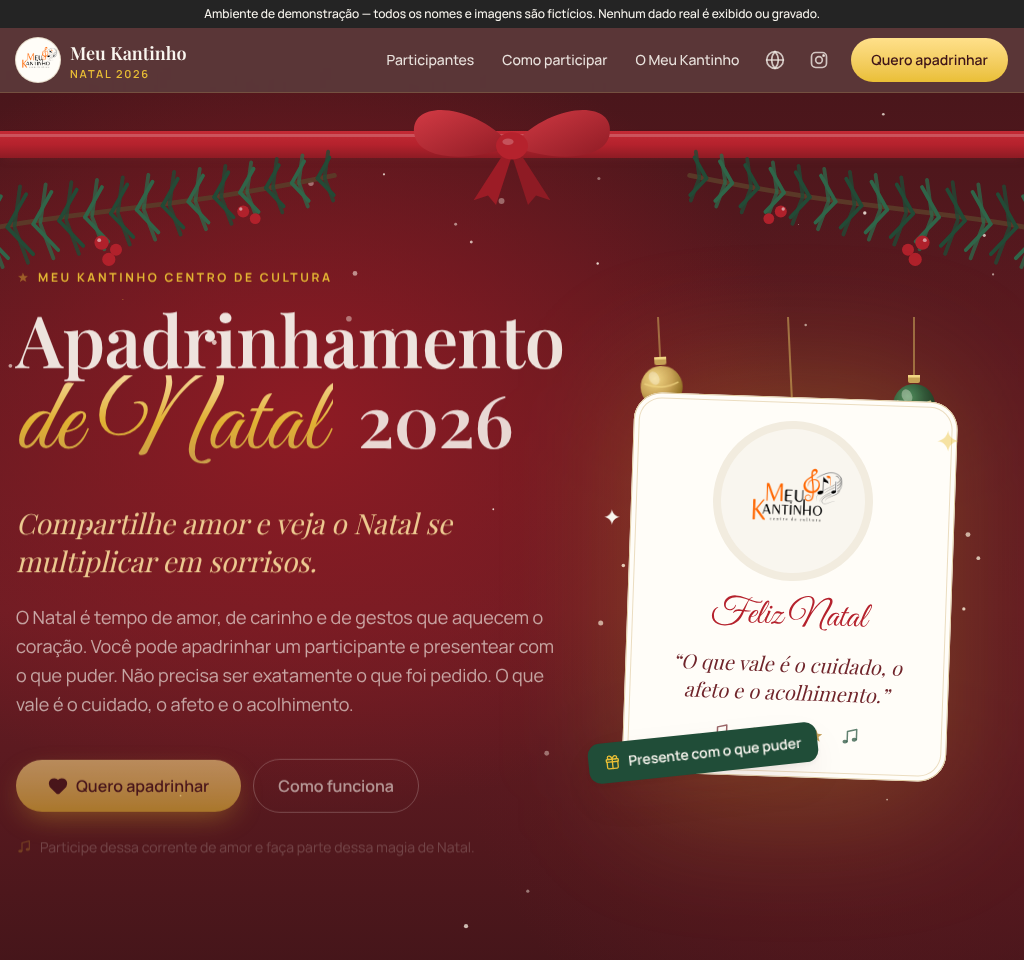 Ambiente de demonstração — todos os nomes e imagens são fictícios. Nenhum dado real é exibido ou gravado.
MEU KANTINHO
Meu Kantinho
NATAL 2026
Participantes
Como participar
O Meu Kantinho
Quero apadrinhar
MEU KANTINHO CENTRO DE CULTURA
Apadrinhamento
de Natal 2026
Compartilhe amor e veja o Natal se
multiplicar em sorrisos.
O Natal é tempo de amor, de carinho e de gestos que aquecem o
coração. Você pode apadrinhar um participante e presentear com
o que puder. Não precisa ser exatamente o que foi pedido. O que
vale é o cuidado, o afeto e o acolhimento.
Quero apadrinhar
Como funciona
Participe dessa corrente de amor e faça parte dessa magia de Natal.
MEU
KANTINHO
centro de cultura
Feliz Natal
“O que vale é o cuidado, o
afeto e o acolhimento.”
Presente com o que puder